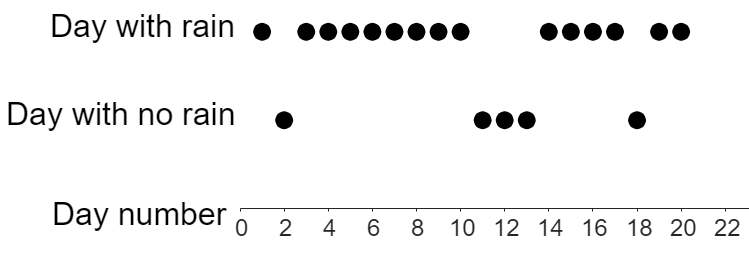 Day with rain
Day with no rain
Day number
0 2 4 6 8 10 12 14 16 18 20 22